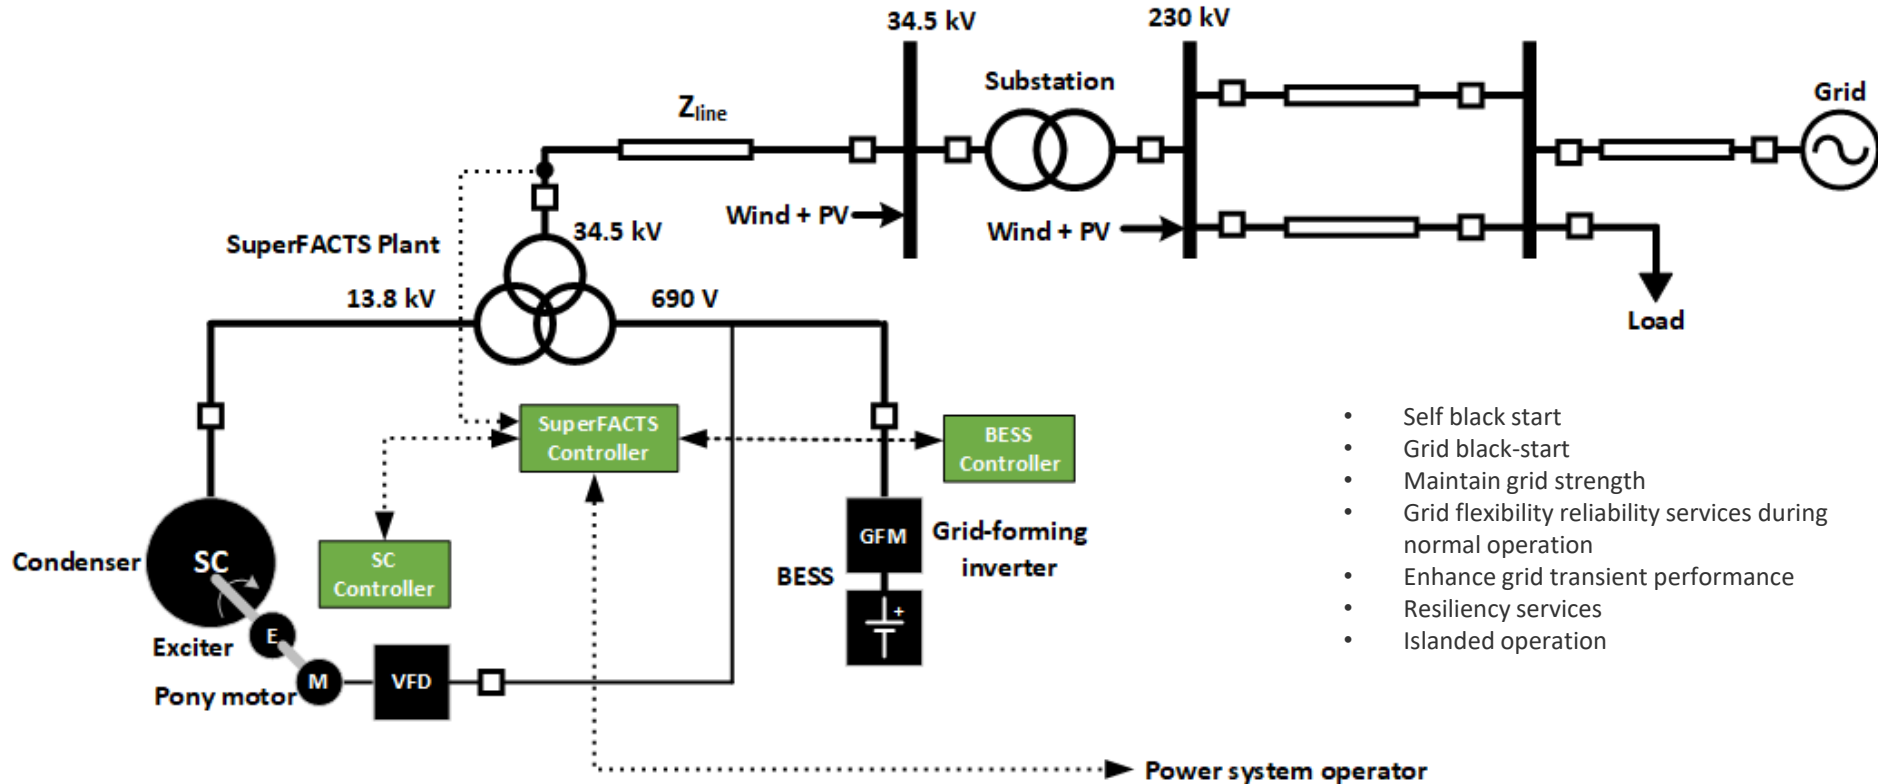 34.5 kV
230 kV
Substation
Grid
Zline
Wind + PV
Wind + PV
34.5 kV
SuperFACTS Plant
13.8 kV
690 V
Load
SuperFACTS
Controller
BESS
Controller
• Self black start
• Grid black-start
• Maintain grid strength
• Grid flexibility reliability services during
normal operation
• Enhance grid transient performance
• Resiliency services
• Islanded operation
Condenser
SC
SC
Controller
GFM
Grid-forming
inverter
BESS
+
Exciter
E
Pony motor
M
VFD
Power system operator